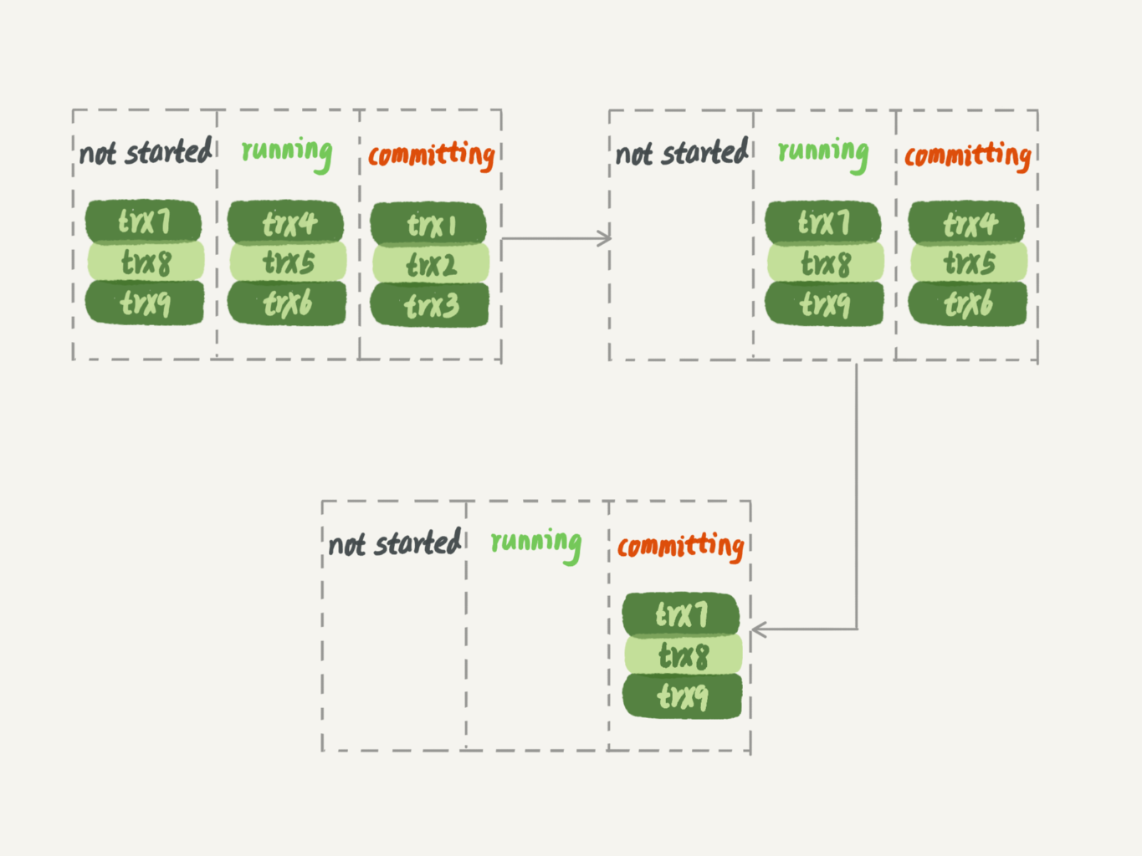 not started running committing
trx7 trx4 trx1
trx8 trx5 trx2
trx9 trx6 trx3
not started running committing
trx7 trx4
trx8 trx5
trx9 trx6
not started running committing
trx7
trx8
trx9